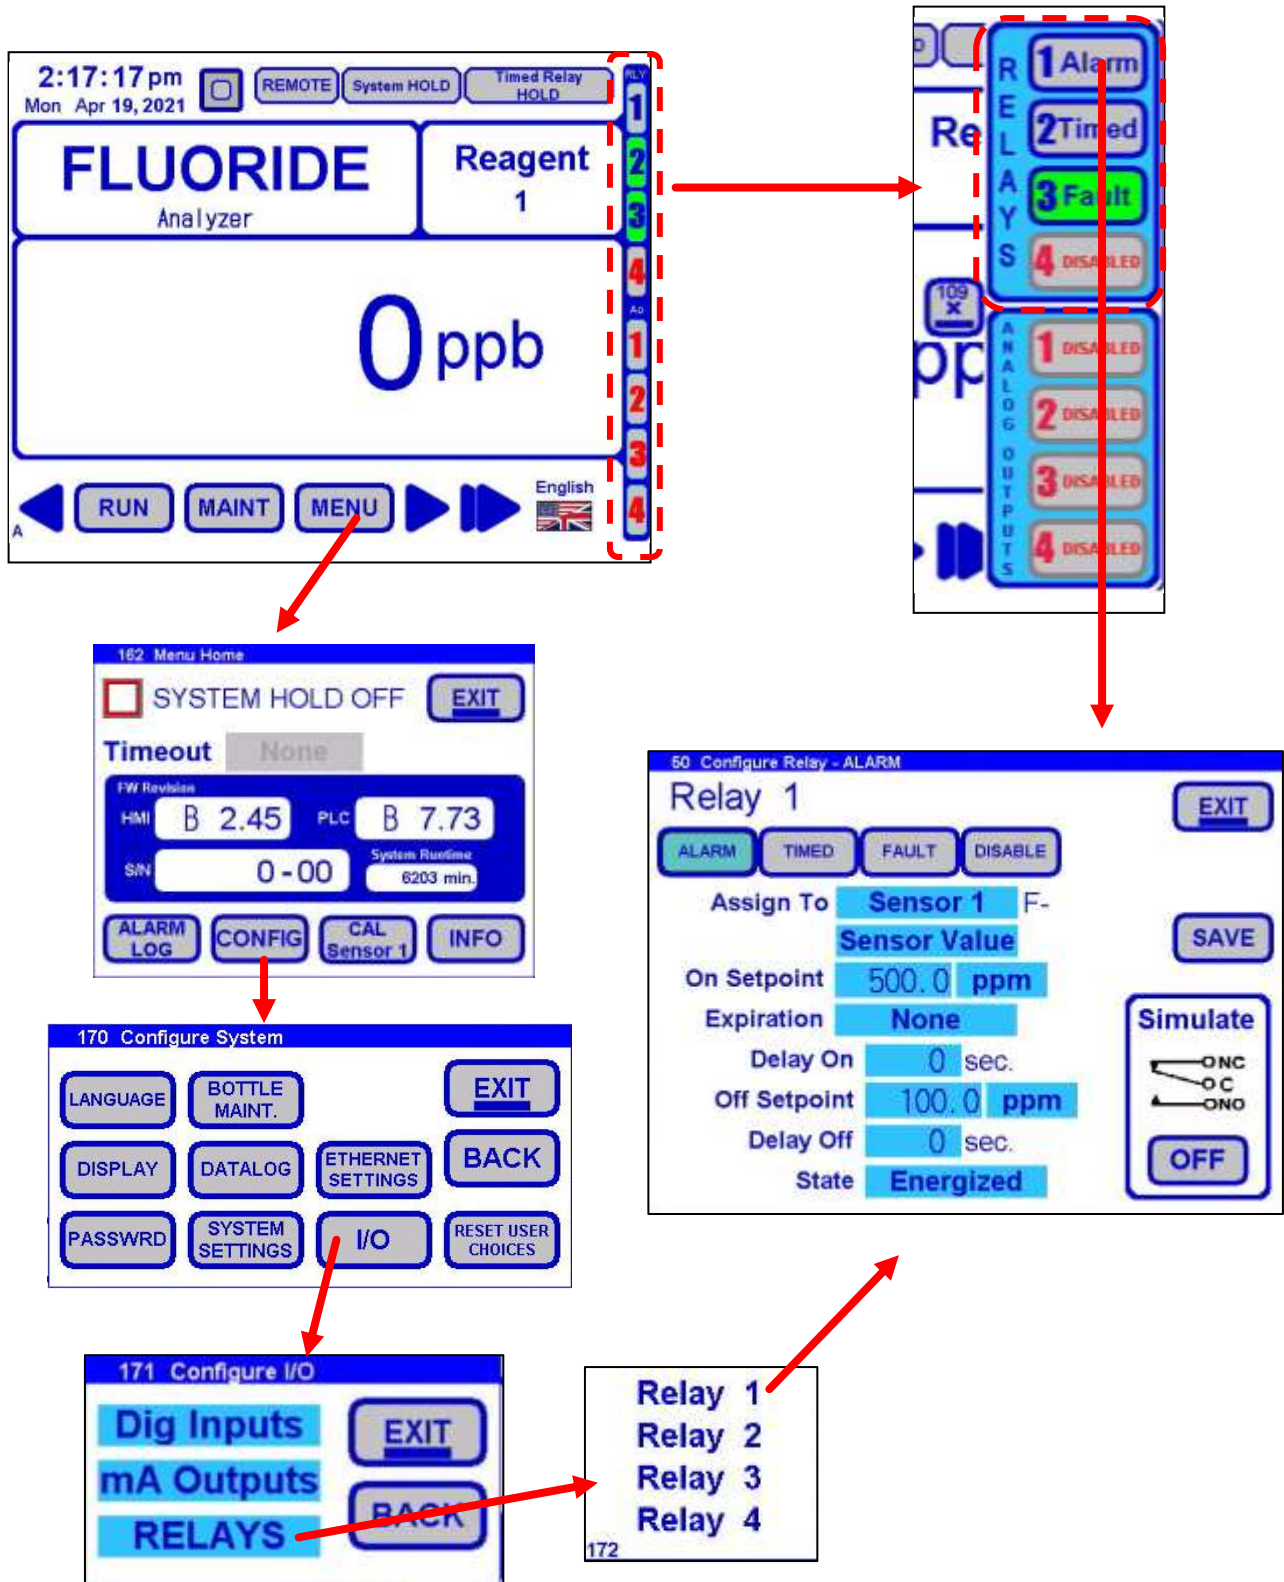 2:17:17 pm
Mon Apr 19, 2021
REMOTE
System HOLD
Timed Relay
HOLD
RLY
1
2
3
4
Ao
1
2
3
4
FLUORIDE
Analyzer
Reagent
1
0 ppb
RUN
MAINT
MENU
English
A
Re
109
X
pp
RELAYS
1 Alarm
2 Timed
3 Fault
4 DISABLED
ANALOG OUTPUTS
1 DISABLED
2 DISABLED
3 DISABLED
4 DISABLED
162 Menu Home
SYSTEM HOLD OFF
EXIT
Timeout None
FW Revision
HMI B 2.45 PLC B 7.73
S/N 0-00
System Runtime
6203 min.
ALARM
LOG
CONFIG
CAL
Sensor 1
INFO
170 Configure System
LANGUAGE
BOTTLE
MAINT.
EXIT
DISPLAY
DATALOG
ETHERNET
SETTINGS
BACK
PASSWRD
SYSTEM
SETTINGS
I/O
RESET USER
CHOICES
171 Configure I/O
Dig Inputs
mA Outputs
RELAYS
EXIT
BACK
Relay 1
Relay 2
Relay 3
Relay 4
172
50 Configure Relay - ALARM
Relay 1
EXIT
ALARM
TIMED
FAULT
DISABLE
Assign To Sensor 1 F-
Sensor Value
SAVE
On Setpoint 500.0 ppm
Expiration None
Delay On 0 sec.
Off Setpoint 100.0 ppm
Delay Off 0 sec.
State Energized
Simulate
NC
C
NO
OFF